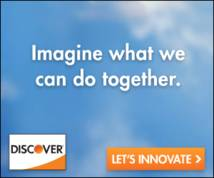 Imagine what we
can do together.
DISCOVER
LET'S INNOVATE >